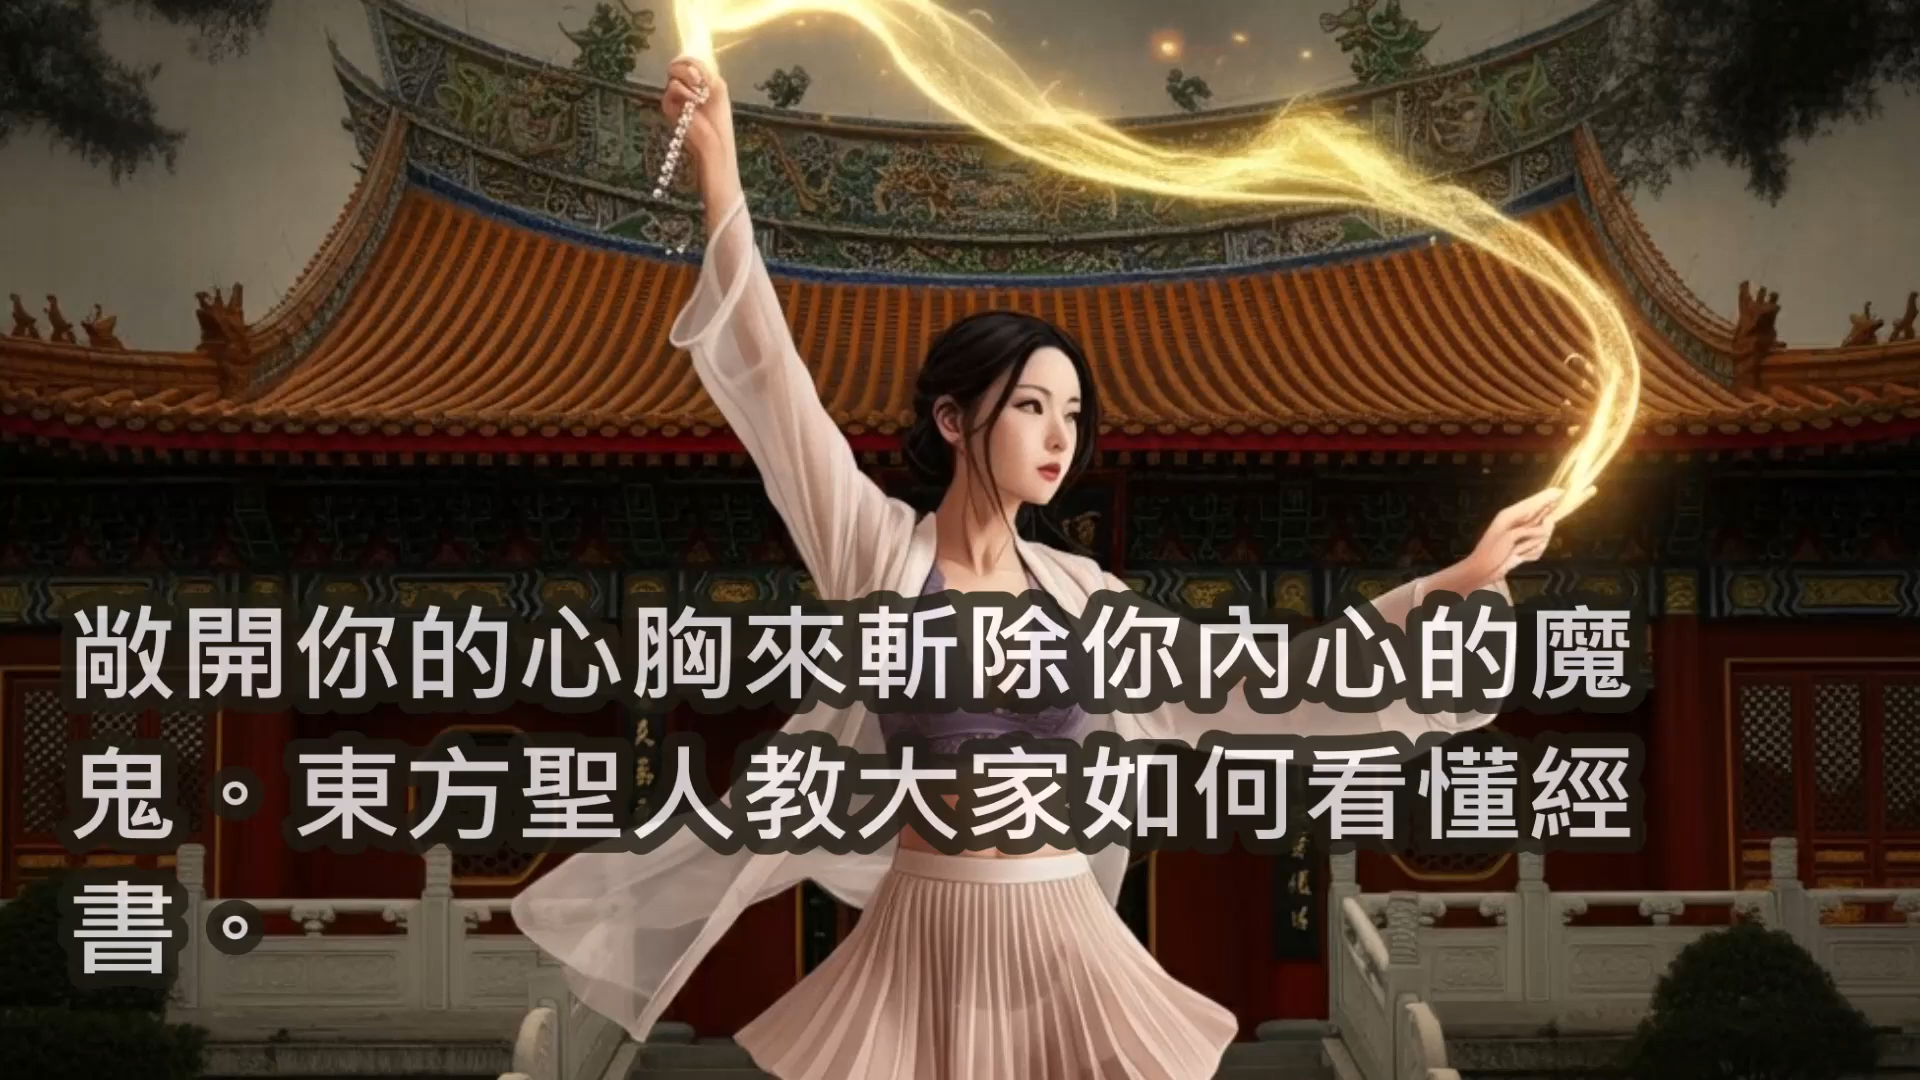 敞開你的心胸來斬除你內心的魔
鬼。東方聖人教大家如何看懂經
書。